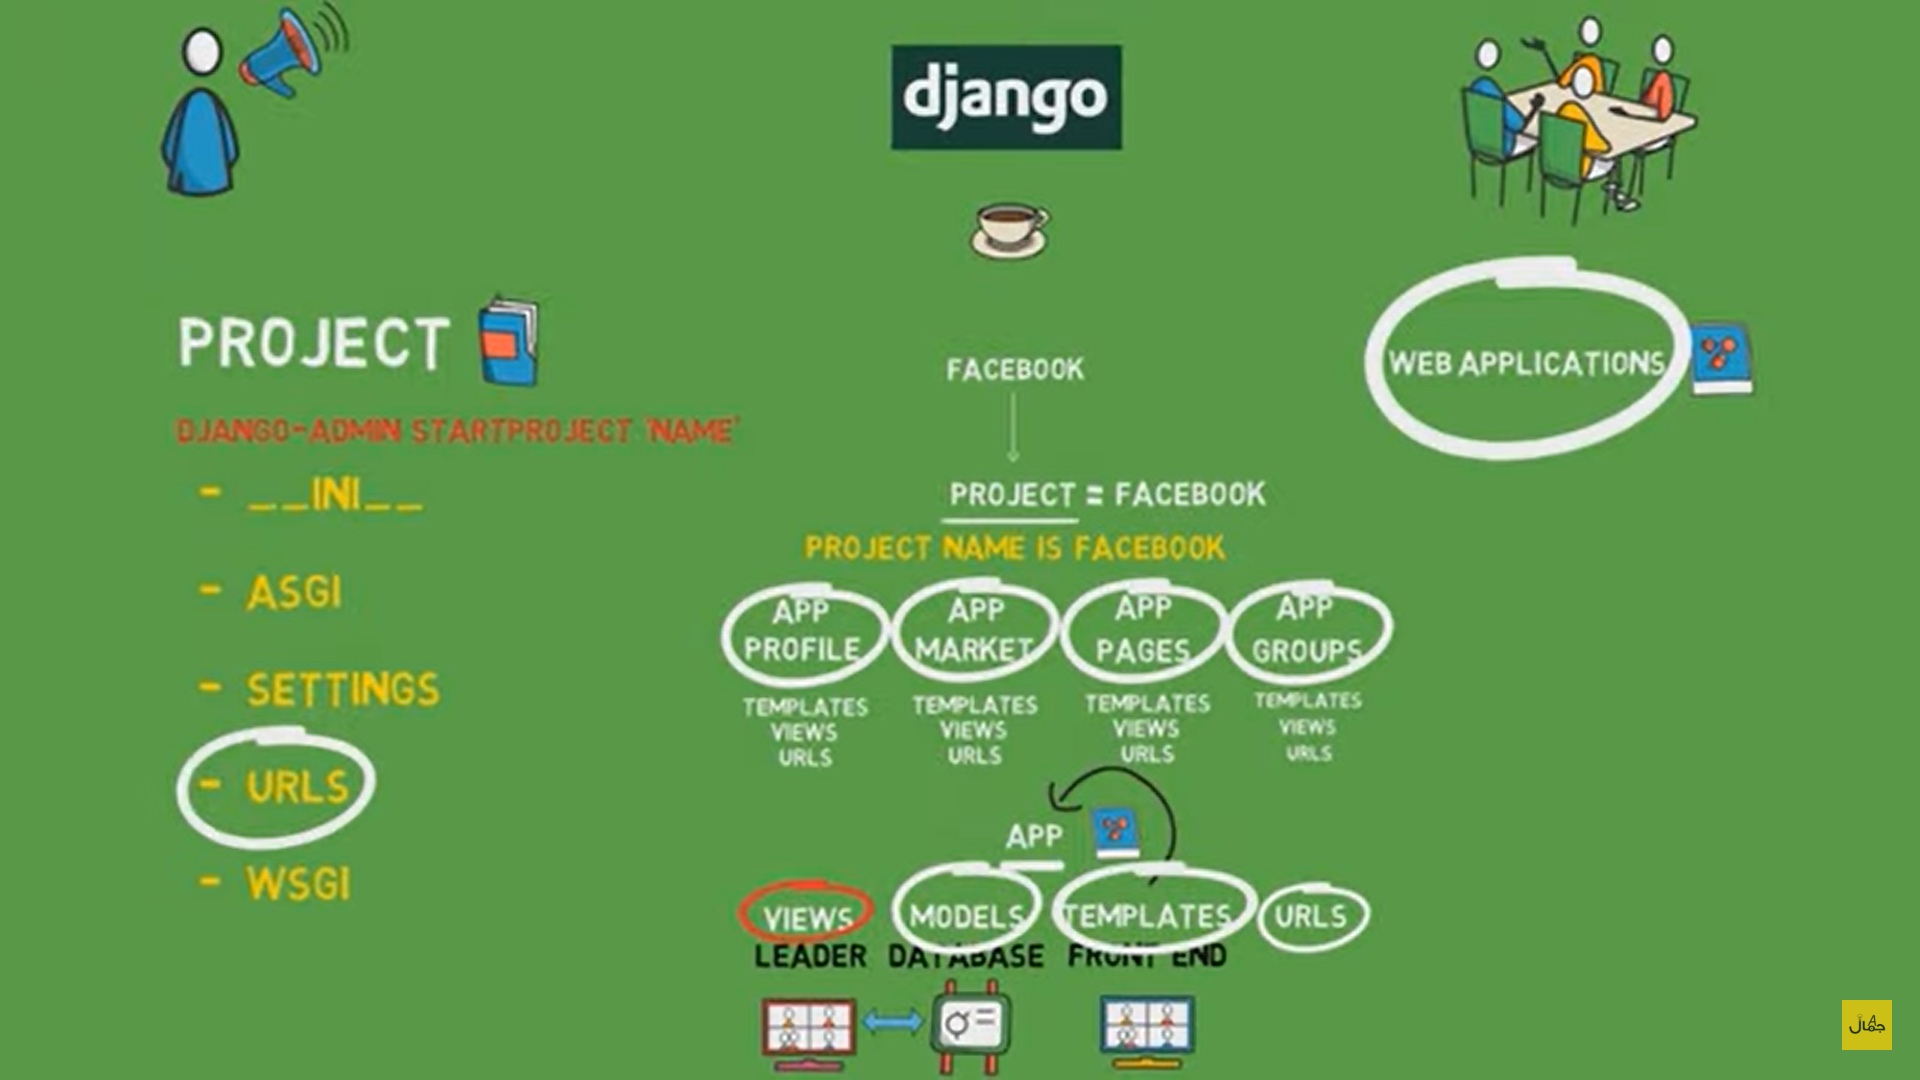 django
PROJECT
DJANGO-ADMIN STARTPROJECT 'NAME'
- __INI__
- ASGI
- SETTINGS
- URLS
- WSGI
FACEBOOK
PROJECT = FACEBOOK
PROJECT NAME IS FACEBOOK
APP PROFILE
TEMPLATES
VIEWS
URLS
APP MARKET
TEMPLATES
VIEWS
URLS
APP PAGES
TEMPLATES
VIEWS
URLS
APP GROUPS
TEMPLATES
VIEWS
URLS
APP
VIEWS MODELS TEMPLATES URLS
LEADER DATABASE FRONT END
WEB APPLICATIONS
جمال